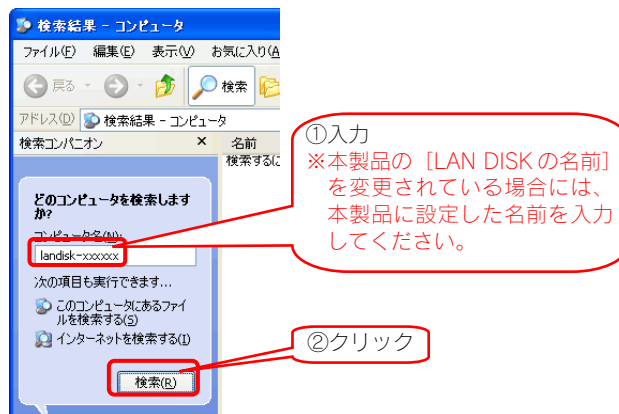 検索結果 - コンピュータ
ファイル(F) 編集(E) 表示(V) お気に入り(A
戻る 検索
アドレス(D) 検索結果 - コンピュータ
検索コンパニオン × 名前
検索するに
どのコンピュータを検索します
か?
コンピュータ名(N):
landisk-xxxxxx
次の項目も実行できます...
このコンピュータにあるファイ
ルを検索する(S)
インターネットを検索する(I)
検索(R)
①入力
※本製品の［LAN DISK の名前］
を変更されている場合には、
本製品に設定した名前を入力
してください。
②クリック